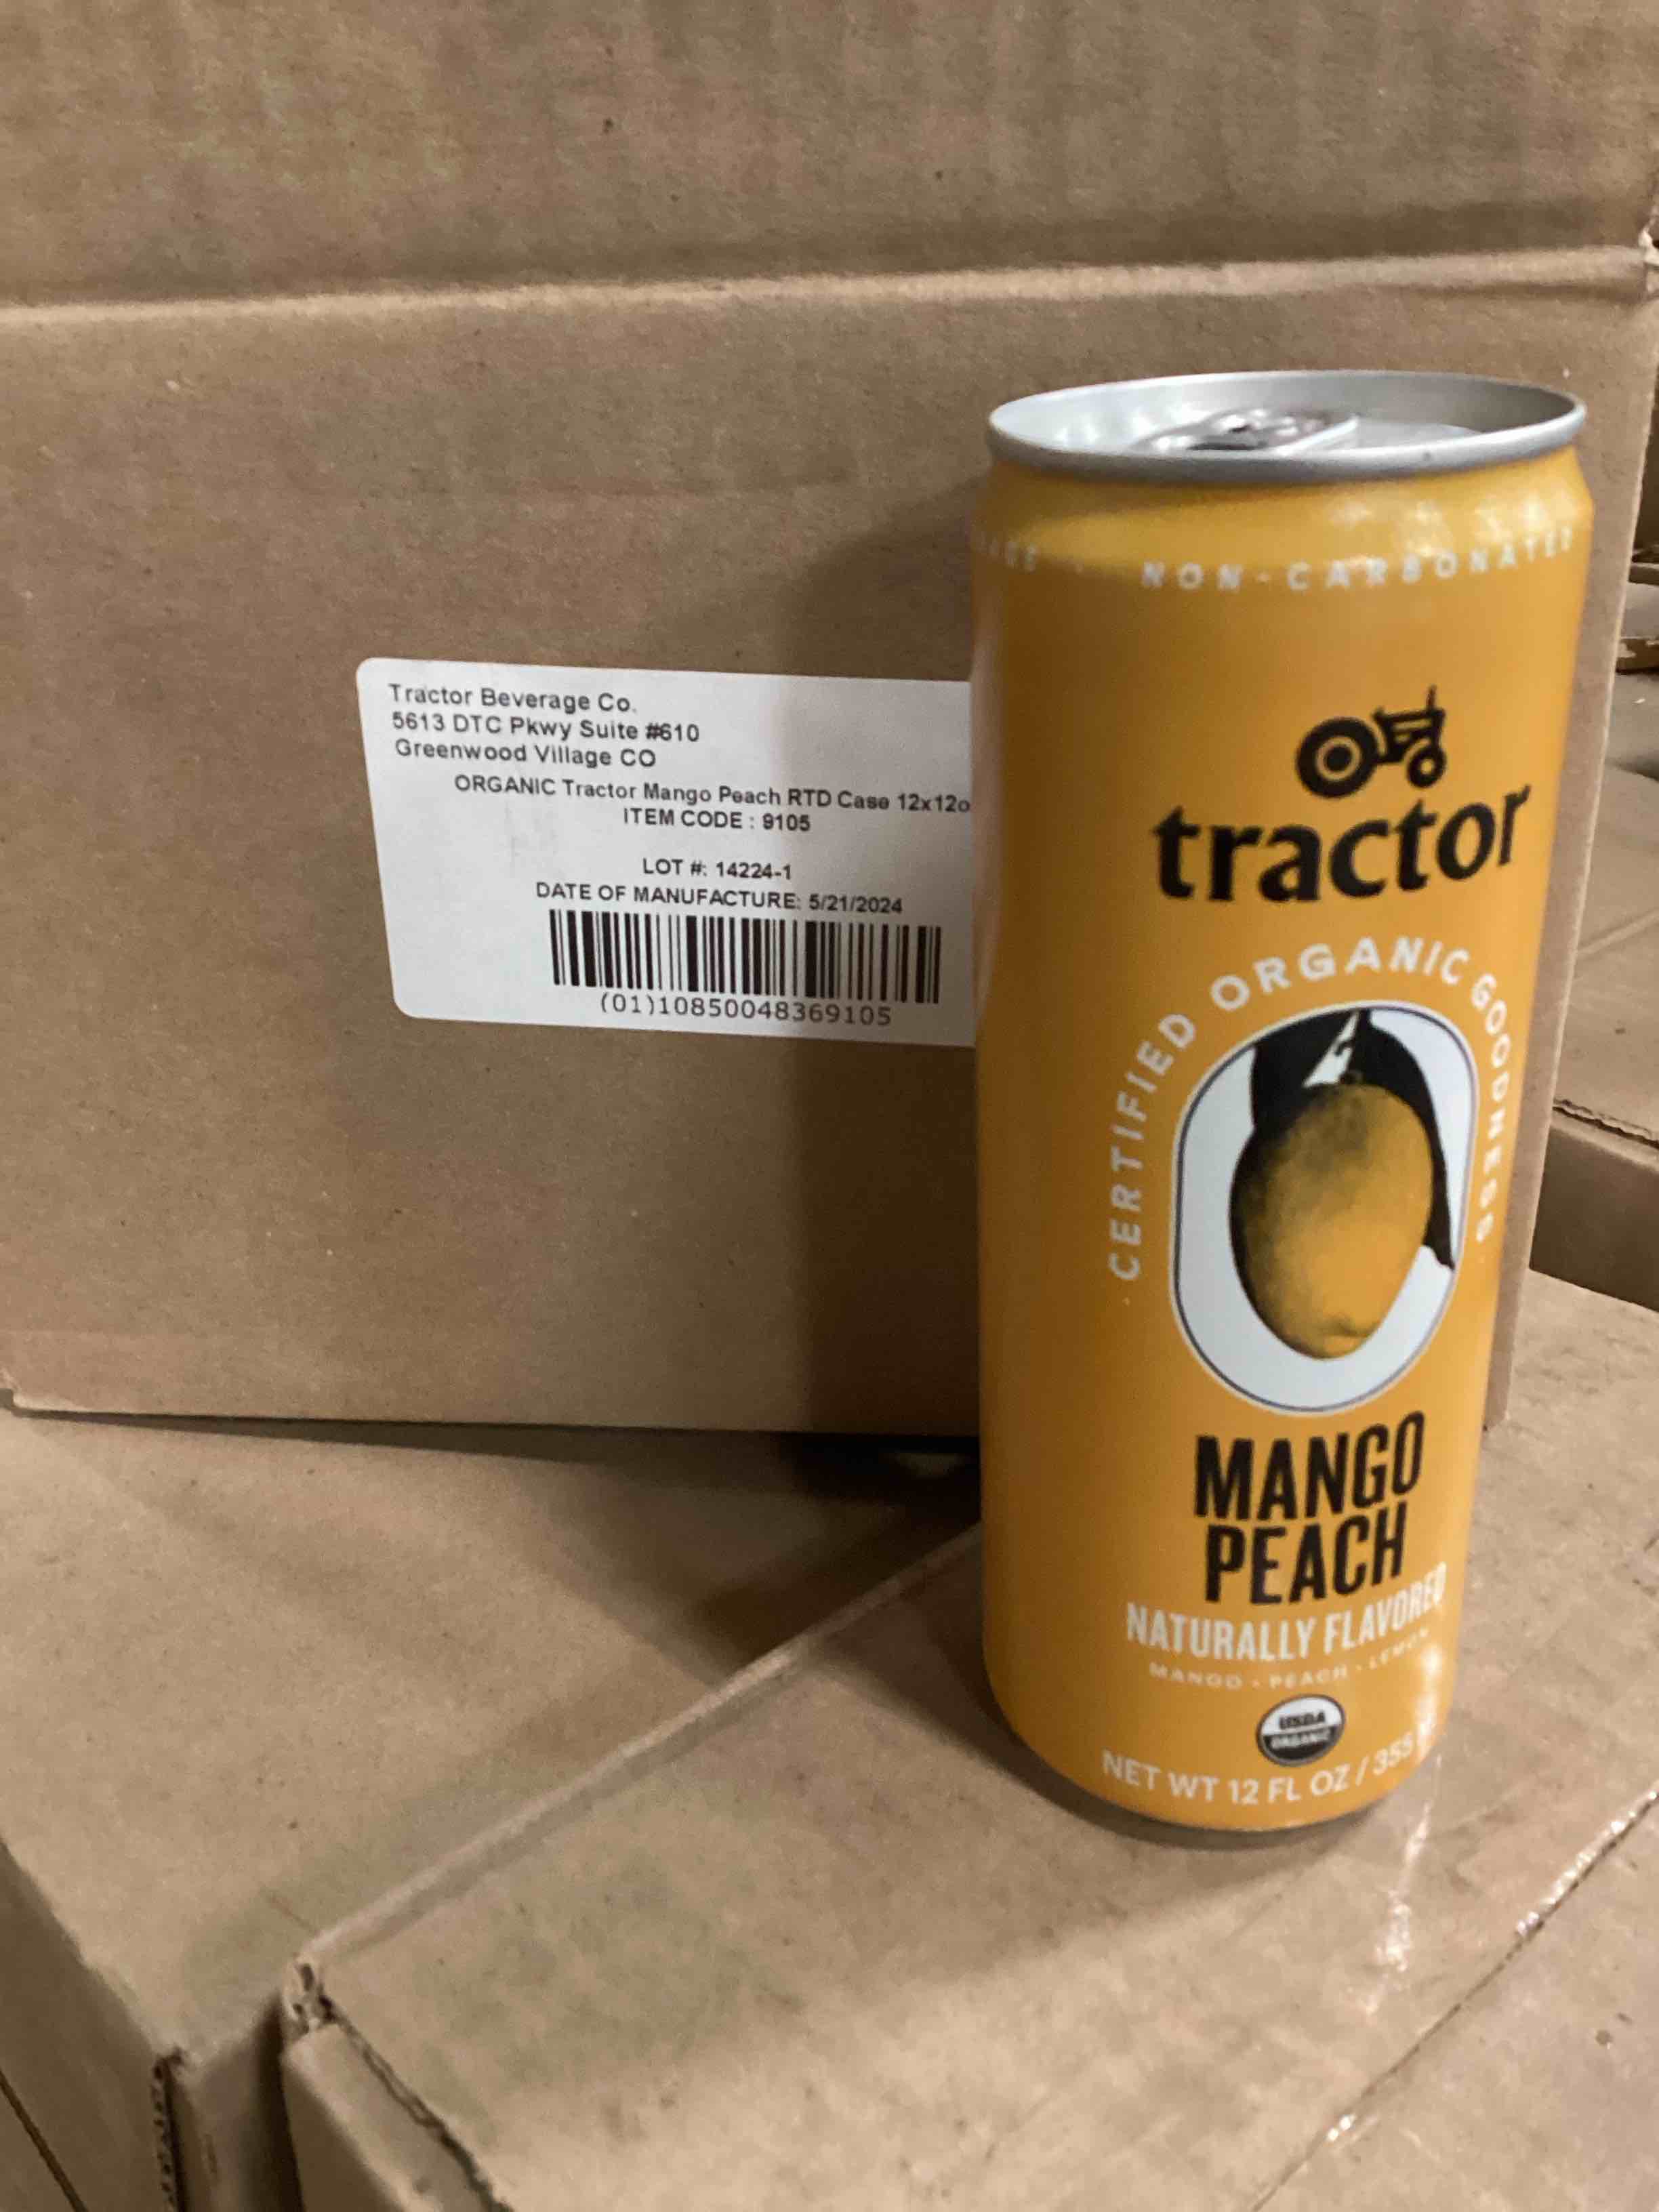 Tractor Beverage Co.
5613 DTC Pkwy Suite #610
Greenwood Village CO
ORGANIC Tractor Mango Peach RTD Case 12x12o
ITEM CODE : 9105
LOT #: 14224-1
DATE OF MANUFACTURE: 5/21/2024
(01)10850048369105
NON-CARBONATED
tractor
CERTIFIED ORGANIC GOODNESS
MANGO
PEACH
NATURALLY FLAVORED
MANGO · PEACH · LEMON
USDA
ORGANIC
NET WT 12 FL OZ / 355